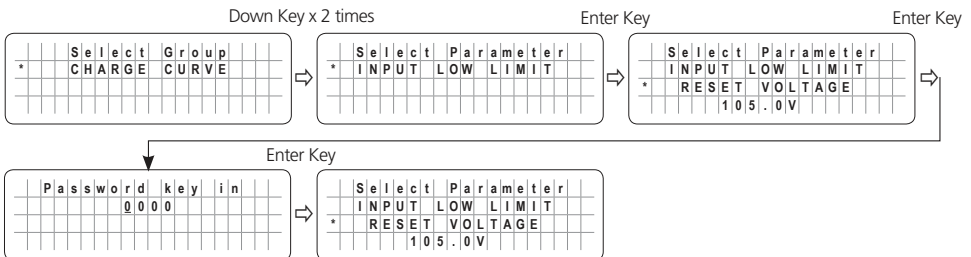 Down Key x 2 times
Enter Key
Enter Key
Select Group
* CHARGE CURVE
Select Parameter
* INPUT LOW LIMIT
Select Parameter
INPUT LOW LIMIT
* RESET VOLTAGE
105.0V
Enter Key
Password key in
0000
Select Parameter
INPUT LOW LIMIT
* RESET VOLTAGE
105.0V